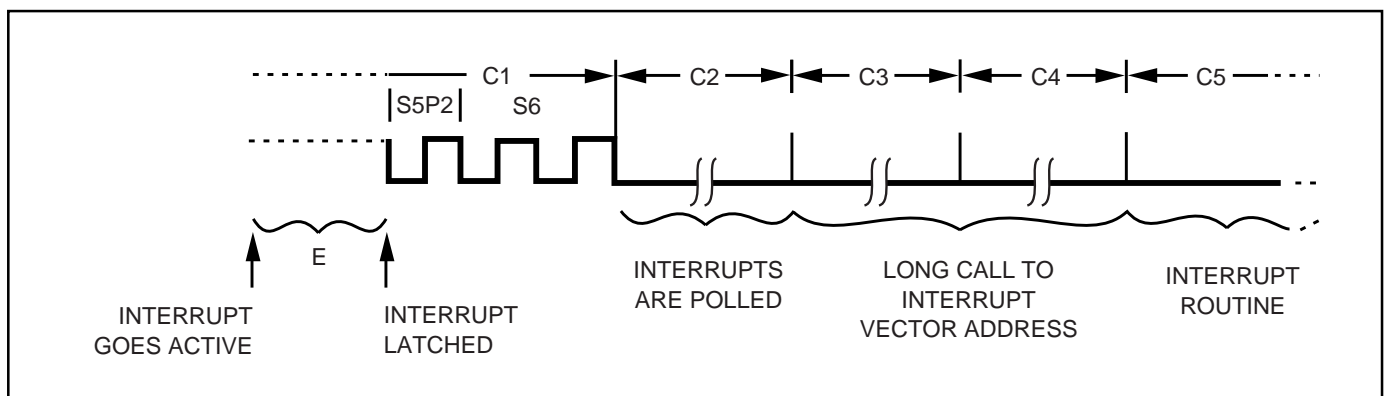 C1 C2 C3 C4 C5
S5P2 S6
E
INTERRUPT
GOES ACTIVE
INTERRUPT
LATCHED
INTERRUPTS
ARE POLLED
LONG CALL TO
INTERRUPT
VECTOR ADDRESS
INTERRUPT
ROUTINE